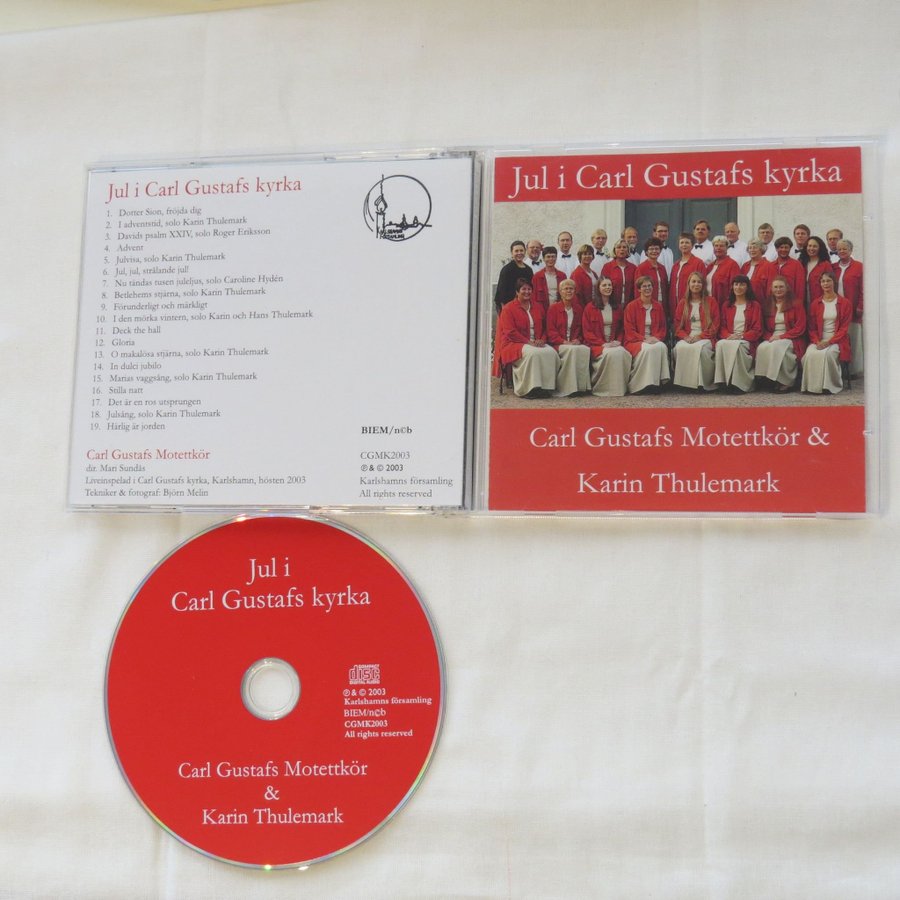 Jul i Carl Gustafs kyrka
1. Dotter Sion, fröjda dig
2. I adventstid, solo Karin Thulemark
3. Davids psalm XXIV, solo Roger Eriksson
4. Advent
5. Julvisa, solo Karin Thulemark
6. Jul, jul, strålande jul!
7. Nu tändas tusen juleljus, solo Caroline Hydén
8. Betlehems stjärna, solo Karin Thulemark
9. Förunderligt och märkligt
10. I den mörka vintern, solo Karin och Hans Thulemark
11. Deck the hall
12. Gloria
13. O makalösa stjärna, solo Karin Thulemark
14. In dulci jubilo
15. Marias vaggsång, solo Karin Thulemark
16. Stilla natt
17. Det är en ros utsprungen
18. Julsång, solo Karin Thulemark
19. Härlig är jorden
Carl Gustafs Motettkör
dir. Mari Sundås
Liveinspelad i Carl Gustafs kyrka, Karlshamn, hösten 2003
Tekniker & fotograf: Björn Melin
BIEM/n©b
CGMK2003
℗ & © 2003
Karlshamns församling
All rights reserved
Jul i Carl Gustafs kyrka
Carl Gustafs Motettkör &
Karin Thulemark
Jul i
Carl Gustafs kyrka
COMPACT
disc
DIGITAL AUDIO
℗ & © 2003
Karlshamns församling
BIEM/n©b
CGMK2003
All rights reserved
Carl Gustafs Motettkör
&
Karin Thulemark